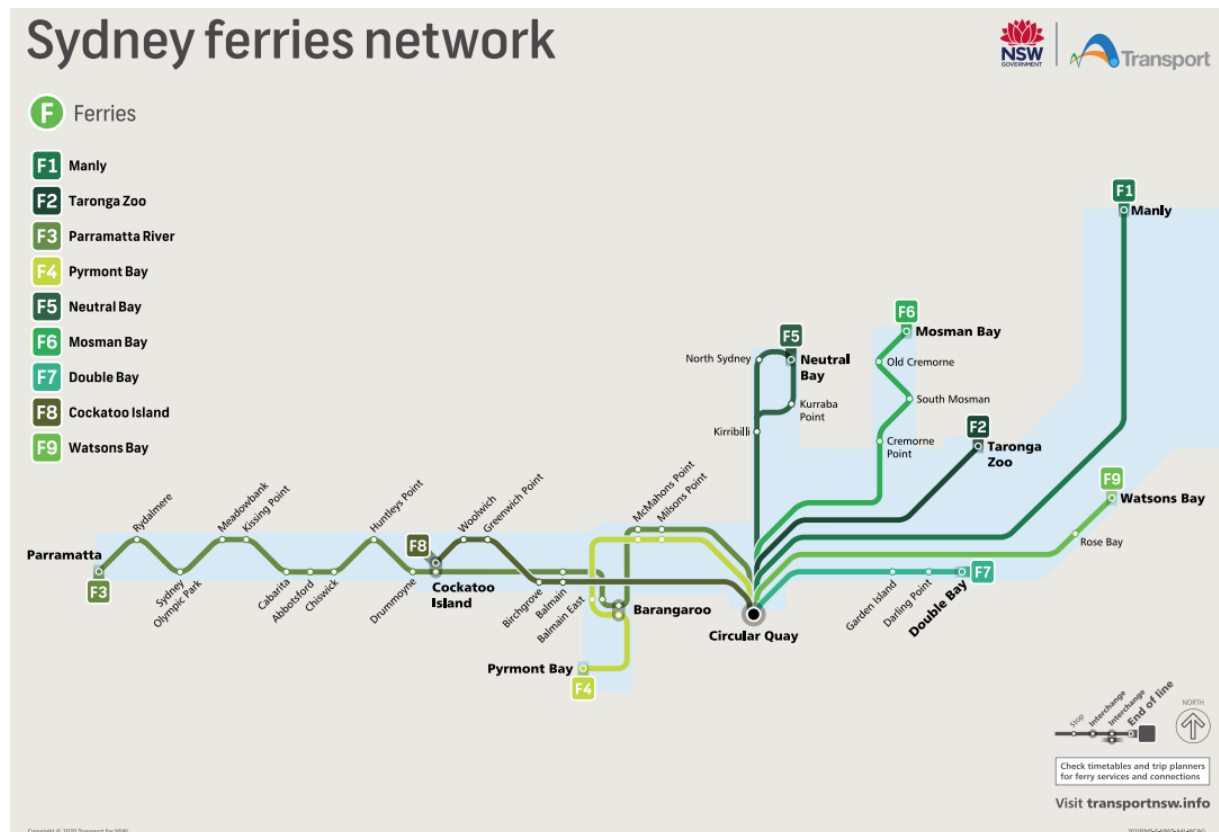 Sydney ferries network
NSW
GOVERNMENT
Transport
F Ferries
F1 Manly
F2 Taronga Zoo
F3 Parramatta River
F4 Pyrmont Bay
F5 Neutral Bay
F6 Mosman Bay
F7 Double Bay
F8 Cockatoo Island
F9 Watsons Bay
F1
Manly
F6
Mosman Bay
F5
North Sydney
Neutral
Bay
Old Cremorne
Kurraba
Point
South Mosman
Kirribilli
Cremorne
Point
F2
Taronga
Zoo
F9
Watsons Bay
Rose Bay
Parramatta
F3
Rydalmere
Sydney
Olympic Park
Meadowbank
Kissing Point
Cabarita
Abbotsford
Chiswick
Huntleys Point
Drummoyne
F8
Cockatoo
Island
Woolwich
Greenwich Point
Birchgrove
Balmain
Balmain East
McMahons Point
Milsons Point
Barangaroo
Pyrmont Bay
F4
Circular Quay
Garden Island
Darling Point
Double Bay
F7
Stop
Interchange
Interchange
End of line
NORTH
Check timetables and trip planners
for ferry services and connections
Visit transportnsw.info
Copyright © 2020 Transport for NSW